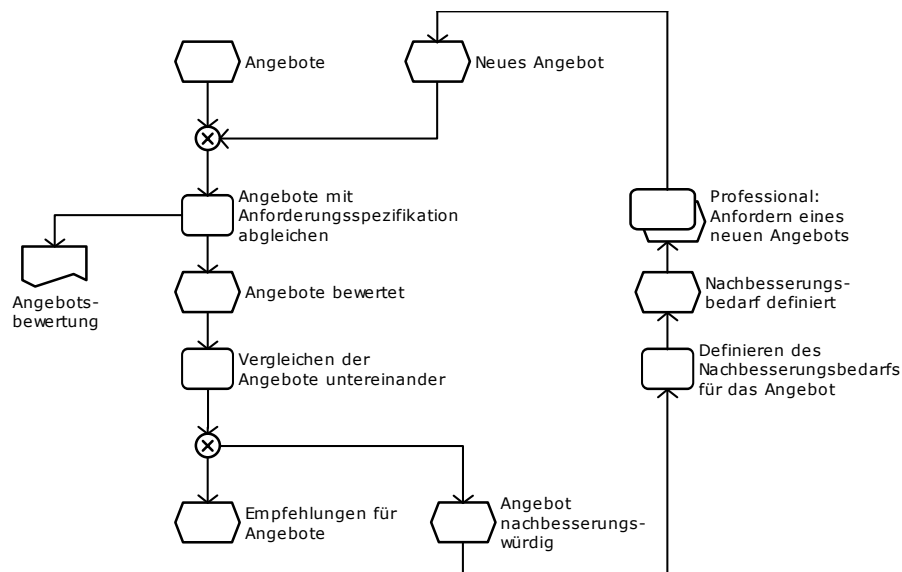 Angebote
Neues Angebot
Angebote mit
Anforderungsspezifikation
abgleichen
Professional:
Anfordern eines
neuen Angebots
Angebots-
bewertung
Angebote bewertet
Nachbesserungs-
bedarf definiert
Vergleichen der
Angebote untereinander
Definieren des
Nachbesserungsbedarfs
für das Angebot
Empfehlungen für
Angebote
Angebot
nachbesserungs-
würdig